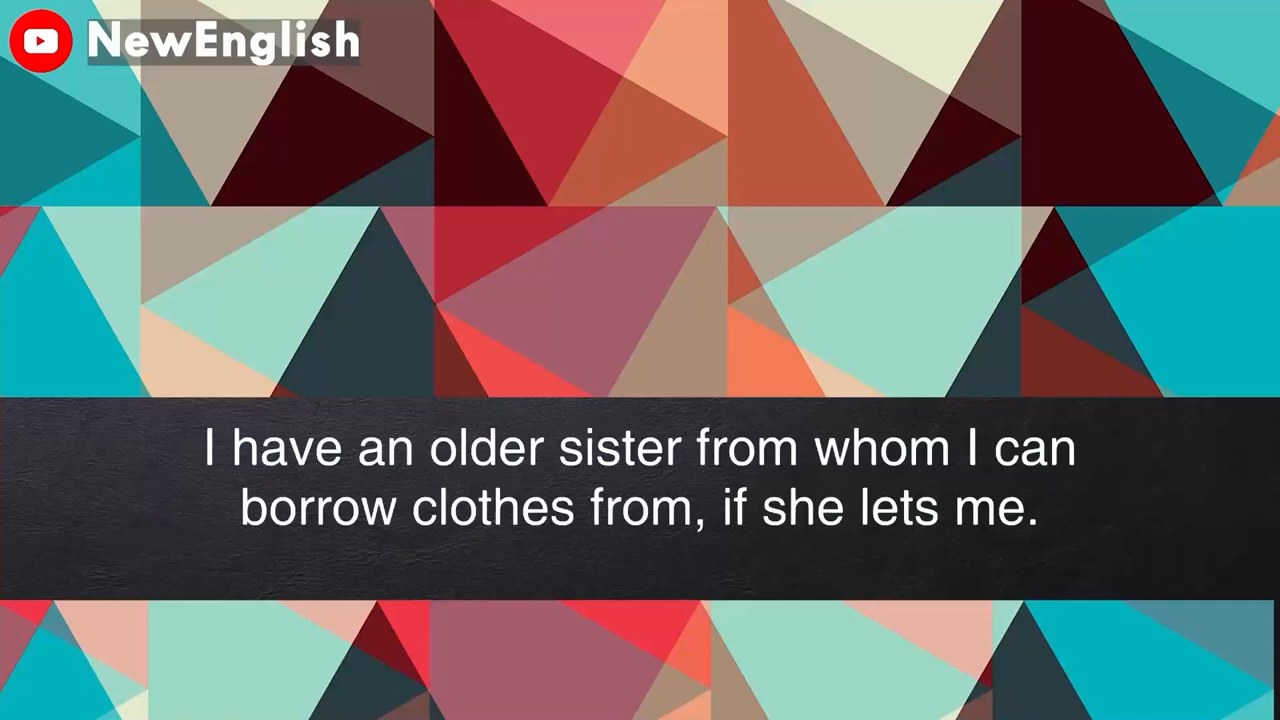 NewEnglish
I have an older sister from whom I can
borrow clothes from, if she lets me.